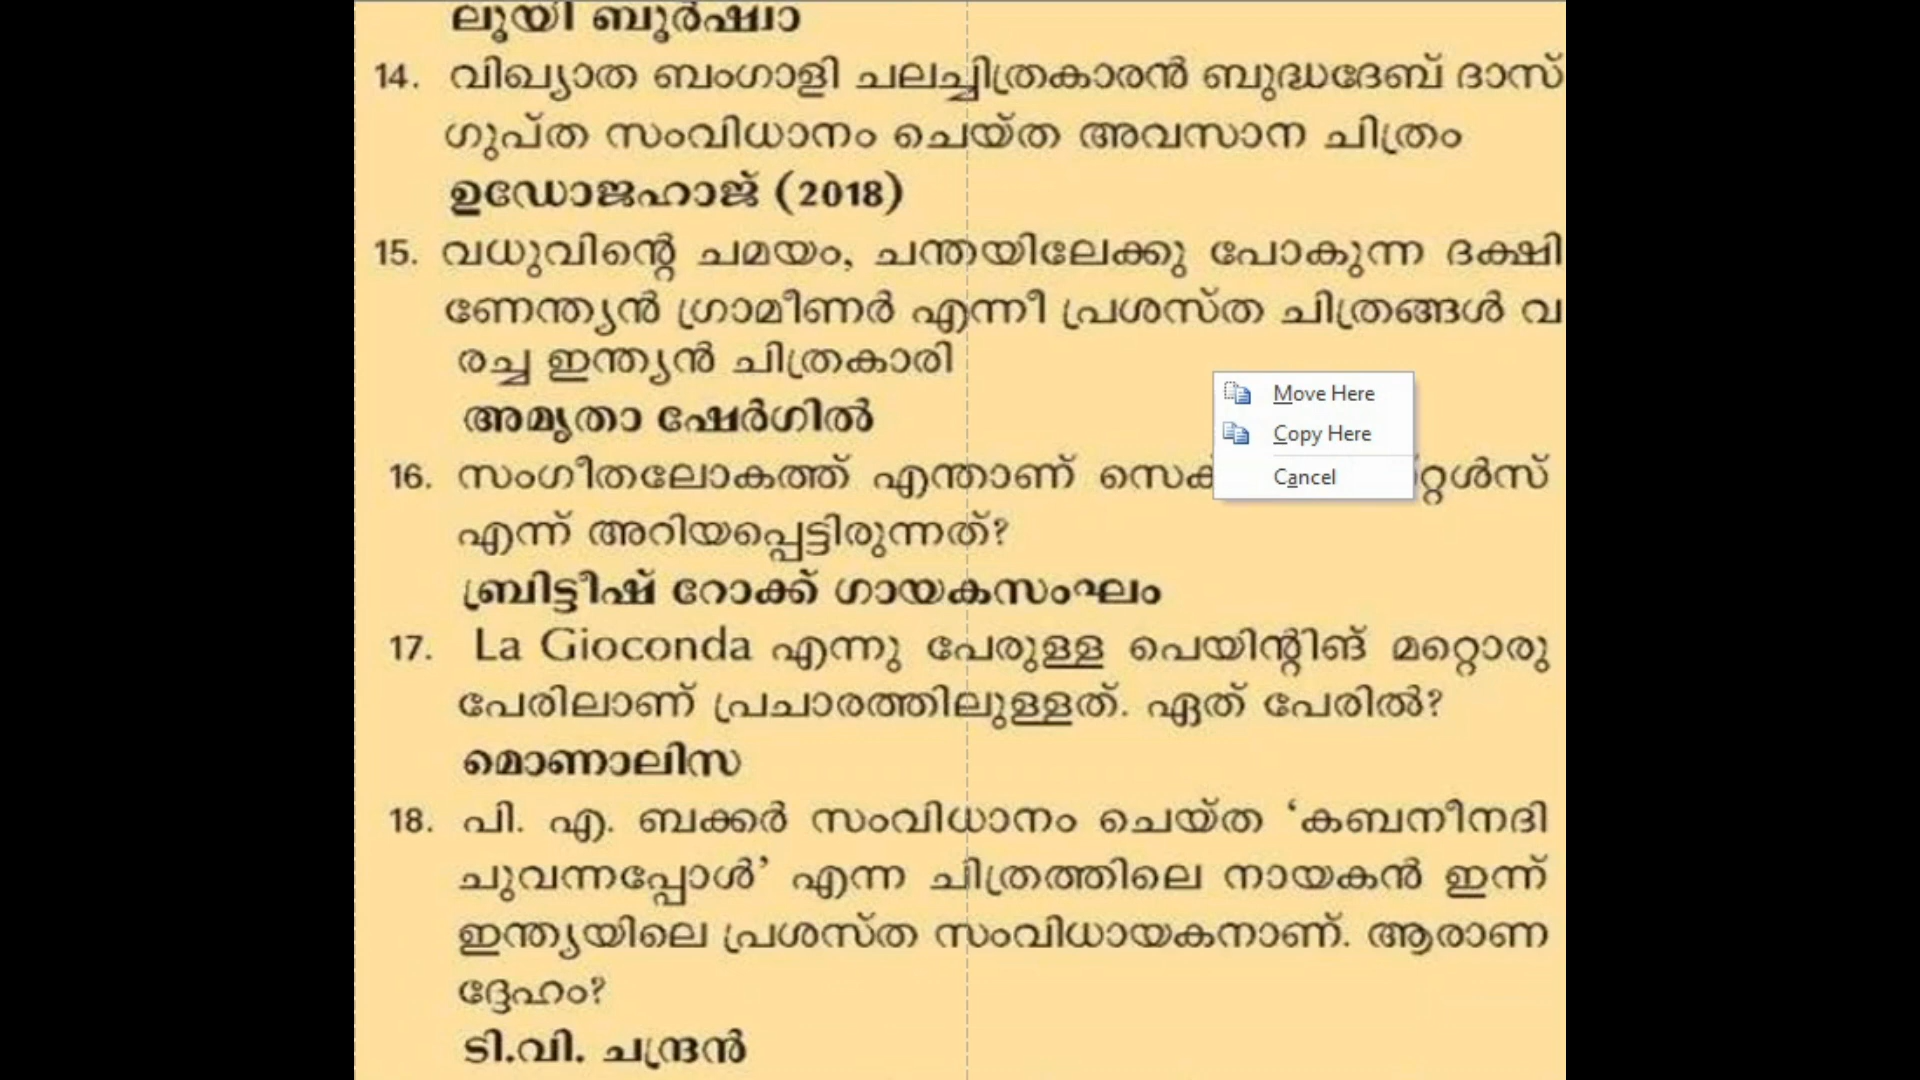 ലൂയി ബൂർഷ്വാ
14. വിഖ്യാത ബംഗാളി ചലച്ചിത്രകാരൻ ബുദ്ധദേബ് ദാസ്
ഗുപ്ത സംവിധാനം ചെയ്ത അവസാന ചിത്രം
ഉഡോജഹാജ് (2018)
15. വധുവിന്റെ ചമയം, ചന്തയിലേക്കു പോകുന്ന ദക്ഷി
ണേന്ത്യൻ ഗ്രാമീണർ എന്നീ പ്രശസ്ത ചിത്രങ്ങൾ വ
രച്ച ഇന്ത്യൻ ചിത്രകാരി
Move Here
അമൃതാ ഷേർഗിൽ
Copy Here
16. സംഗീതലോകത്ത് എന്താണ്
Cancel
എന്ന് അറിയപ്പെട്ടിരുന്നത്?
ബ്രിട്ടീഷ് റോക്ക് ഗായകസംഘം
17. La Gioconda എന്നു പേരുള്ള പെയിന്റിങ് മറ്റൊരു
പേരിലാണ് പ്രചാരത്തിലുള്ളത്. ഏത് പേരിൽ?
മൊണാലിസ
18. പി. എ. ബക്കർ സംവിധാനം ചെയ്ത ‘കബനീനദി
ചുവന്നപ്പോൾ’ എന്ന ചിത്രത്തിലെ നായകൻ ഇന്ന്
ഇന്ത്യയിലെ പ്രശസ്ത സംവിധായകനാണ്. ആരാണ
ദ്ദേഹം?
ടി.വി. ചന്ദ്രൻ